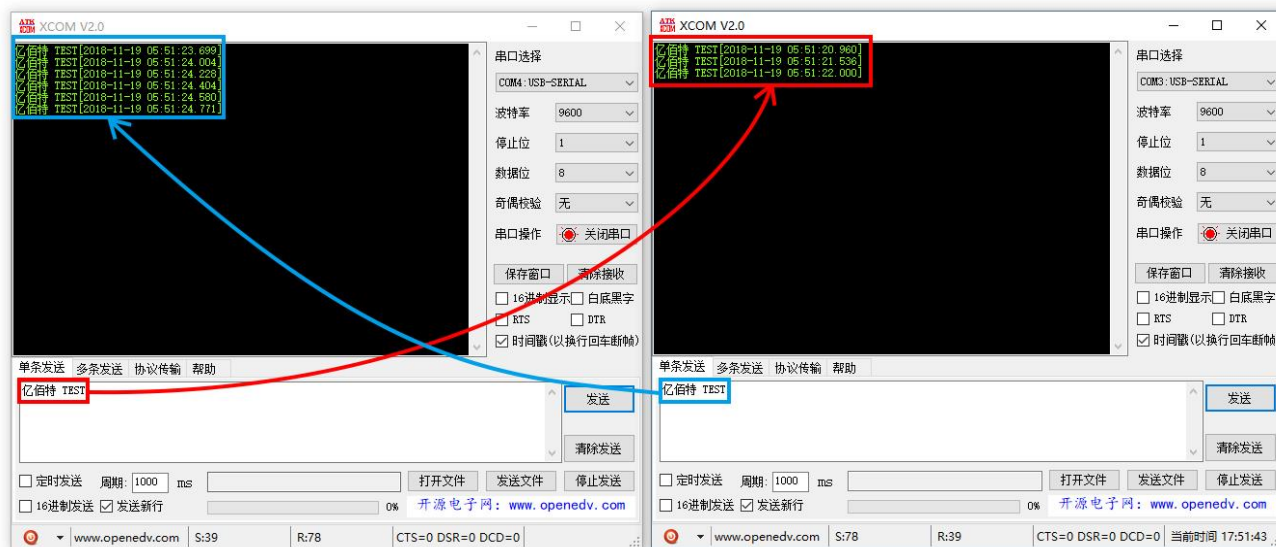 XCOM V2.0
亿佰特 TEST[2018-11-19 05:51:23.699]
亿佰特 TEST[2018-11-19 05:51:24.004]
亿佰特 TEST[2018-11-19 05:51:24.228]
亿佰特 TEST[2018-11-19 05:51:24.404]
亿佰特 TEST[2018-11-19 05:51:24.580]
亿佰特 TEST[2018-11-19 05:51:24.771]
串口选择
COM4:USB-SERIAL
波特率 9600
停止位 1
数据位 8
奇偶校验 无
串口操作 关闭串口
保存窗口 清除接收
16进制显示 白底黑字
RTS DTR
时间戳(以换行回车断帧)
单条发送 多条发送 协议传输 帮助
亿佰特 TEST
发送
清除发送
定时发送 周期: 1000 ms 打开文件 发送文件 停止发送
16进制发送 发送新行 0% 开源电子网: www.openedv.com
www.openedv.com S:39 R:78 CTS=0 DSR=0 DCD=0
ATK XCOM XCOM V2.0
亿佰特 TEST[2018-11-19 05:51:20.960]
亿佰特 TEST[2018-11-19 05:51:21.536]
亿佰特 TEST[2018-11-19 05:51:22.000]
串口选择
COM3:USB-SERIAL
波特率 9600
停止位 1
数据位 8
奇偶校验 无
串口操作 关闭串口
保存窗口 清除接收
16进制显示 白底黑字
RTS DTR
时间戳(以换行回车断帧
单条发送 多条发送 协议传输 帮助
亿佰特 TEST
发送
清除发送
定时发送 周期: 1000 ms 打开文件 发送文件 停止发送
16进制发送 发送新行 0% 开源电子网: www.openedv.com
www.openedv.com S:78 R:39 CTS=0 DSR=0 DCD=0 当前时间 17:51:43